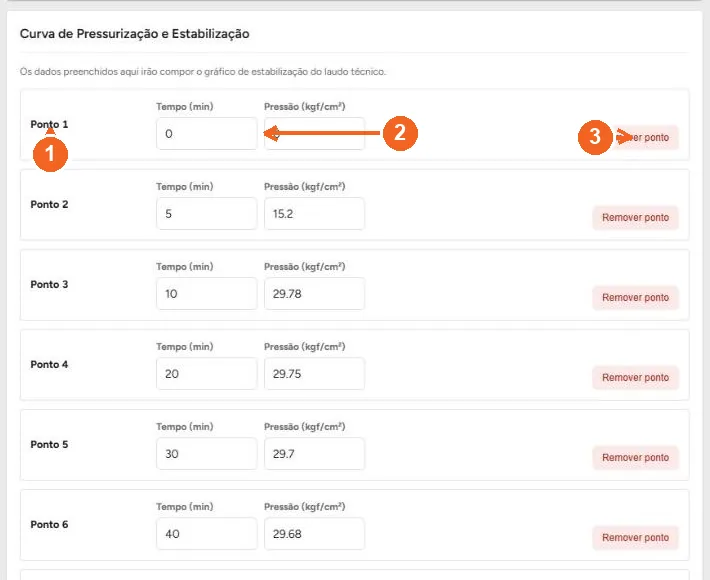 Curva de Pressurização e Estabilização
Os dados preenchidos aqui irão compor o gráfico de estabilização do laudo técnico.
Tempo (min) Pressão (kgf/cm²)
Ponto 1
0
2
3
1
Tempo (min) Pressão (kgf/cm²)
Ponto 2
5 15.2
Remover ponto
Tempo (min) Pressão (kgf/cm²)
Ponto 3
10 29.78
Remover ponto
Tempo (min) Pressão (kgf/cm²)
Ponto 4
20 29.75
Remover ponto
Tempo (min) Pressão (kgf/cm²)
Ponto 5
30 29.7
Remover ponto
Tempo (min) Pressão (kgf/cm²)
Ponto 6
40 29.68
Remover ponto